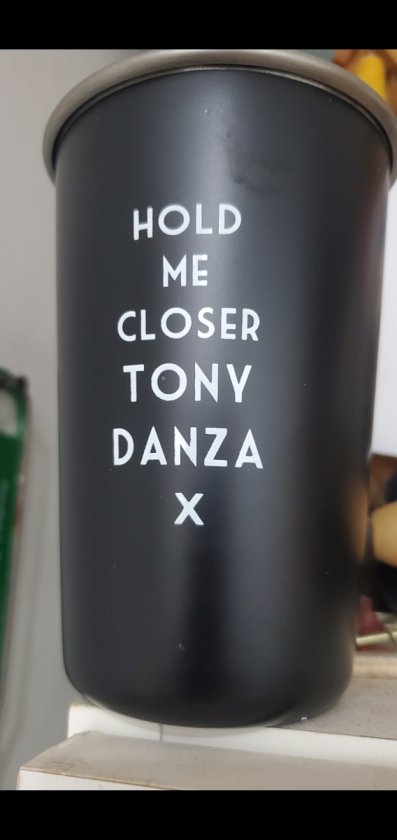 HOLD
ME
CLOSER
TONY
DANZA
X